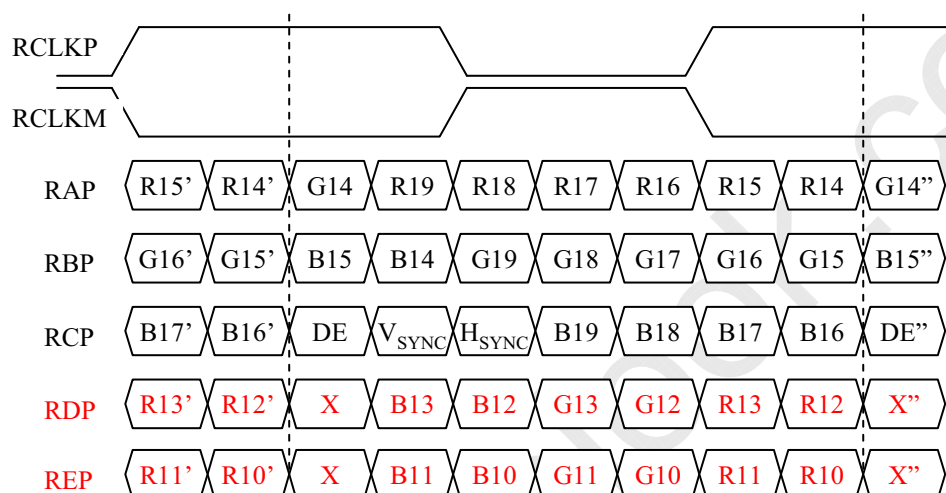 RCLKP
RCLKM
RAP R15’ R14’ G14 R19 R18 R17 R16 R15 R14 G14”
RBP G16’ G15’ B15 B14 G19 G18 G17 G16 G15 B15”
RCP B17’ B16’ DE VSYNC HSYNC B19 B18 B17 B16 DE”
RDP R13’ R12’ X B13 B12 G13 G12 R13 R12 X”
REP R11’ R10’ X B11 B10 G11 G10 R11 R10 X”